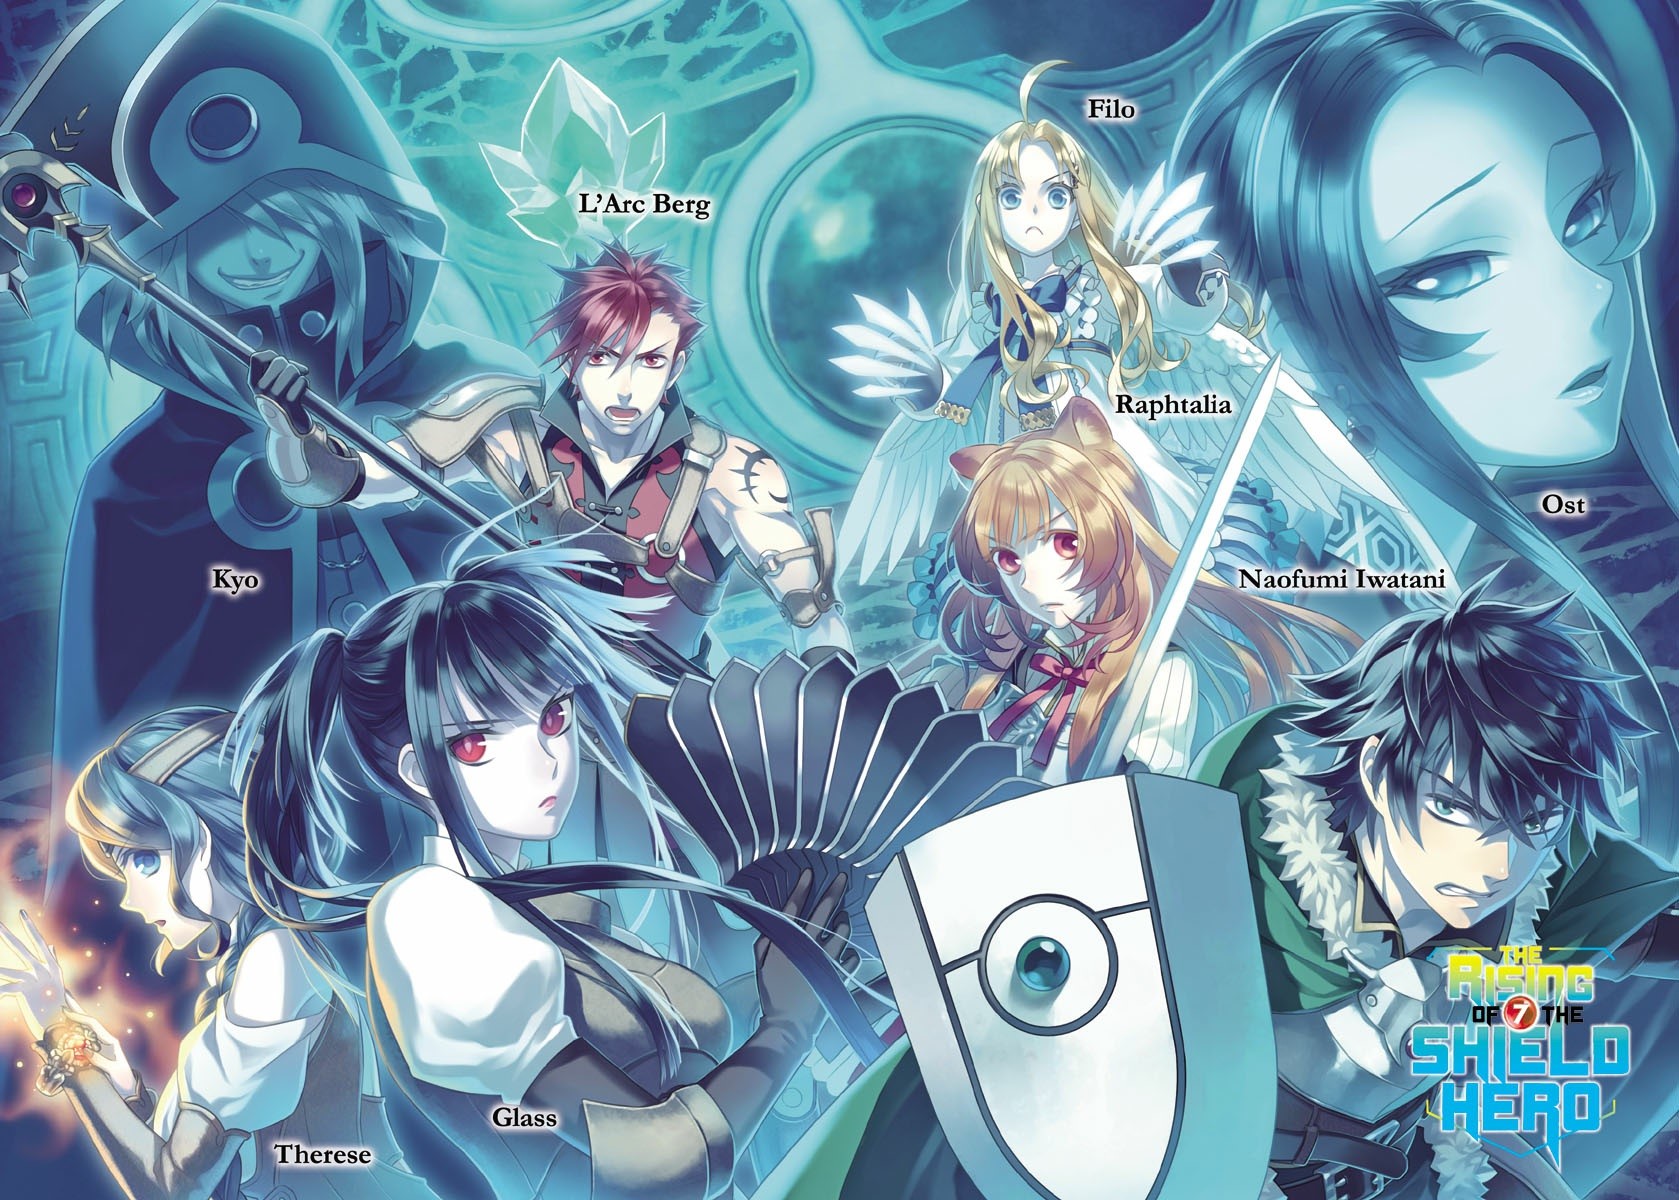 Filo
L'Arc Berg
Raphtalia
Ost
Kyo
Naofumi Iwatani
THE
RISING
OF 7 THE
SHIELD
HERO
Glass
Therese